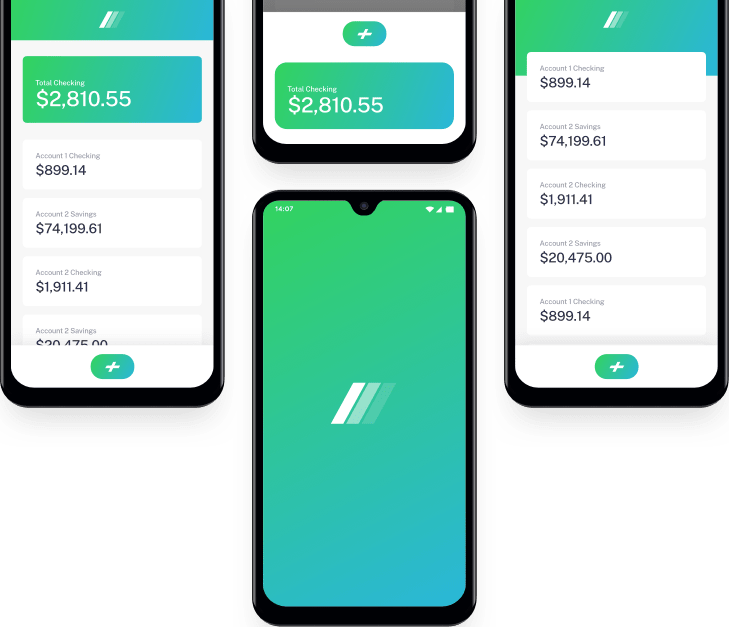 Total Checking
$2,810.55
Account 1 Checking
$899.14
Account 2 Savings
$74,199.61
Account 2 Checking
$1,911.41
Account 2 Savings
$20,475.00
Total Checking
$2,810.55
14:07
Account 1 Checking
$899.14
Account 2 Savings
$74,199.61
Account 2 Checking
$1,911.41
Account 2 Savings
$20,475.00
Account 1 Checking
$899.14